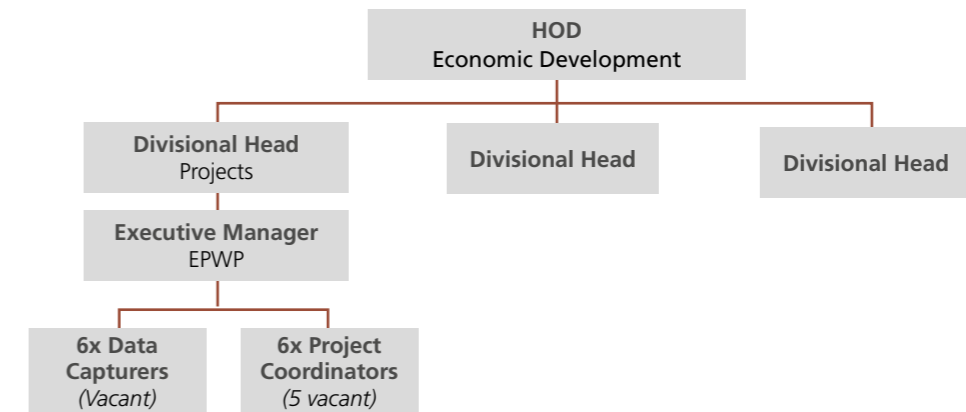 HOD
Economic Development
Divisional Head
Projects
Divisional Head
Divisional Head
Executive Manager
EPWP
6x Data
Capturers
(Vacant)
6x Project
Coordinators
(5 vacant)